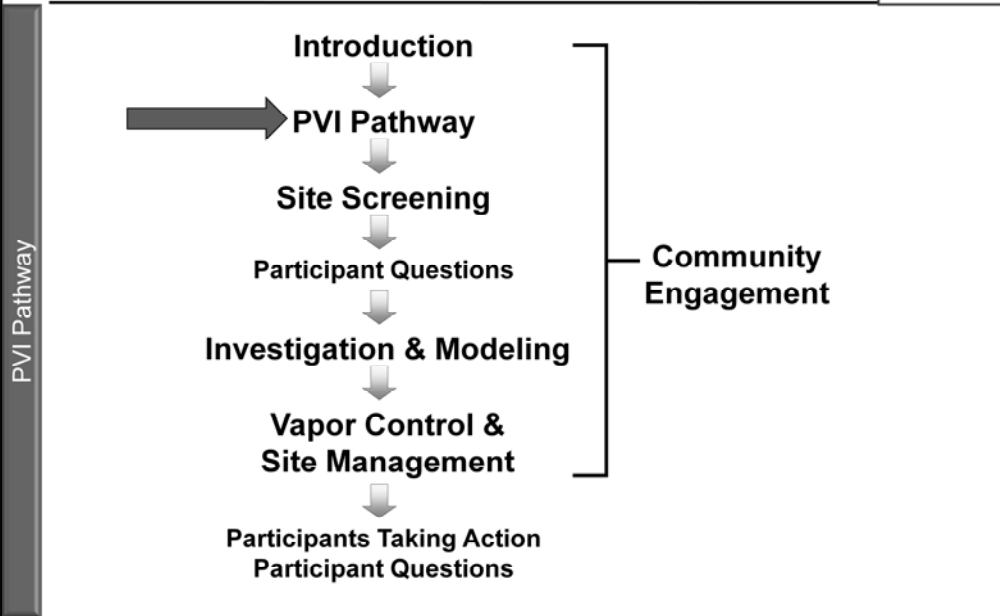 PVI Pathway
Introduction
PVI Pathway
Site Screening
Participant Questions
Investigation & Modeling
Vapor Control &
Site Management
Participants Taking Action
Participant Questions
Community
Engagement